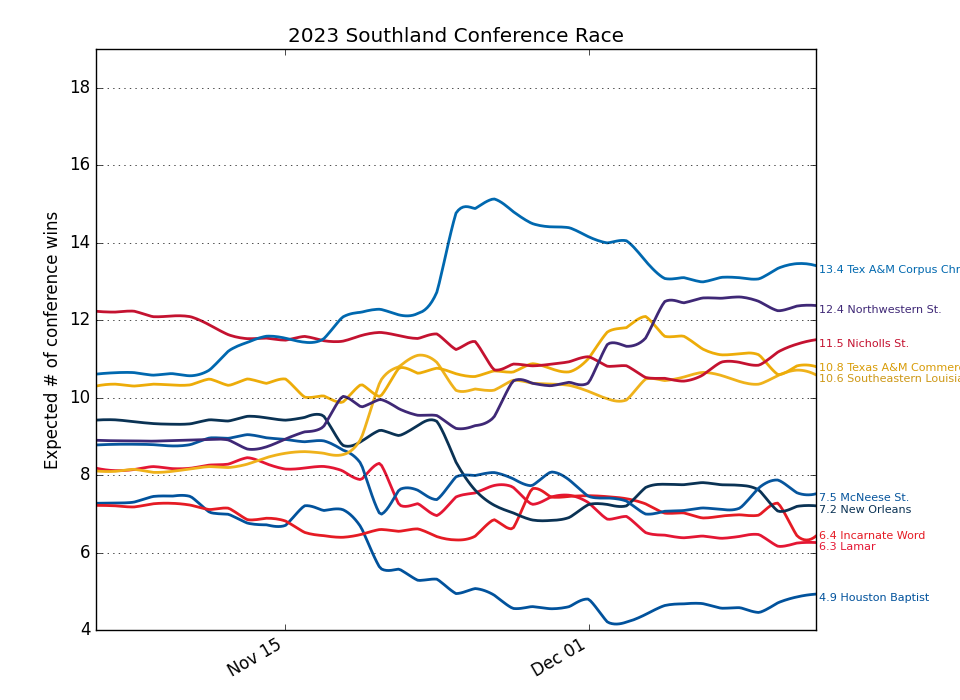 2023 Southland Conference Race
Expected # of conference wins
18
16
14
12
10
8
6
4
Nov 15
Dec 01
13.4 Tex A&M Corpus Chr
12.4 Northwestern St.
11.5 Nicholls St.
10.8 Texas A&M Commerc
10.6 Southeastern Louisia
7.5 McNeese St.
7.2 New Orleans
6.4 Incarnate Word
6.3 Lamar
4.9 Houston Baptist